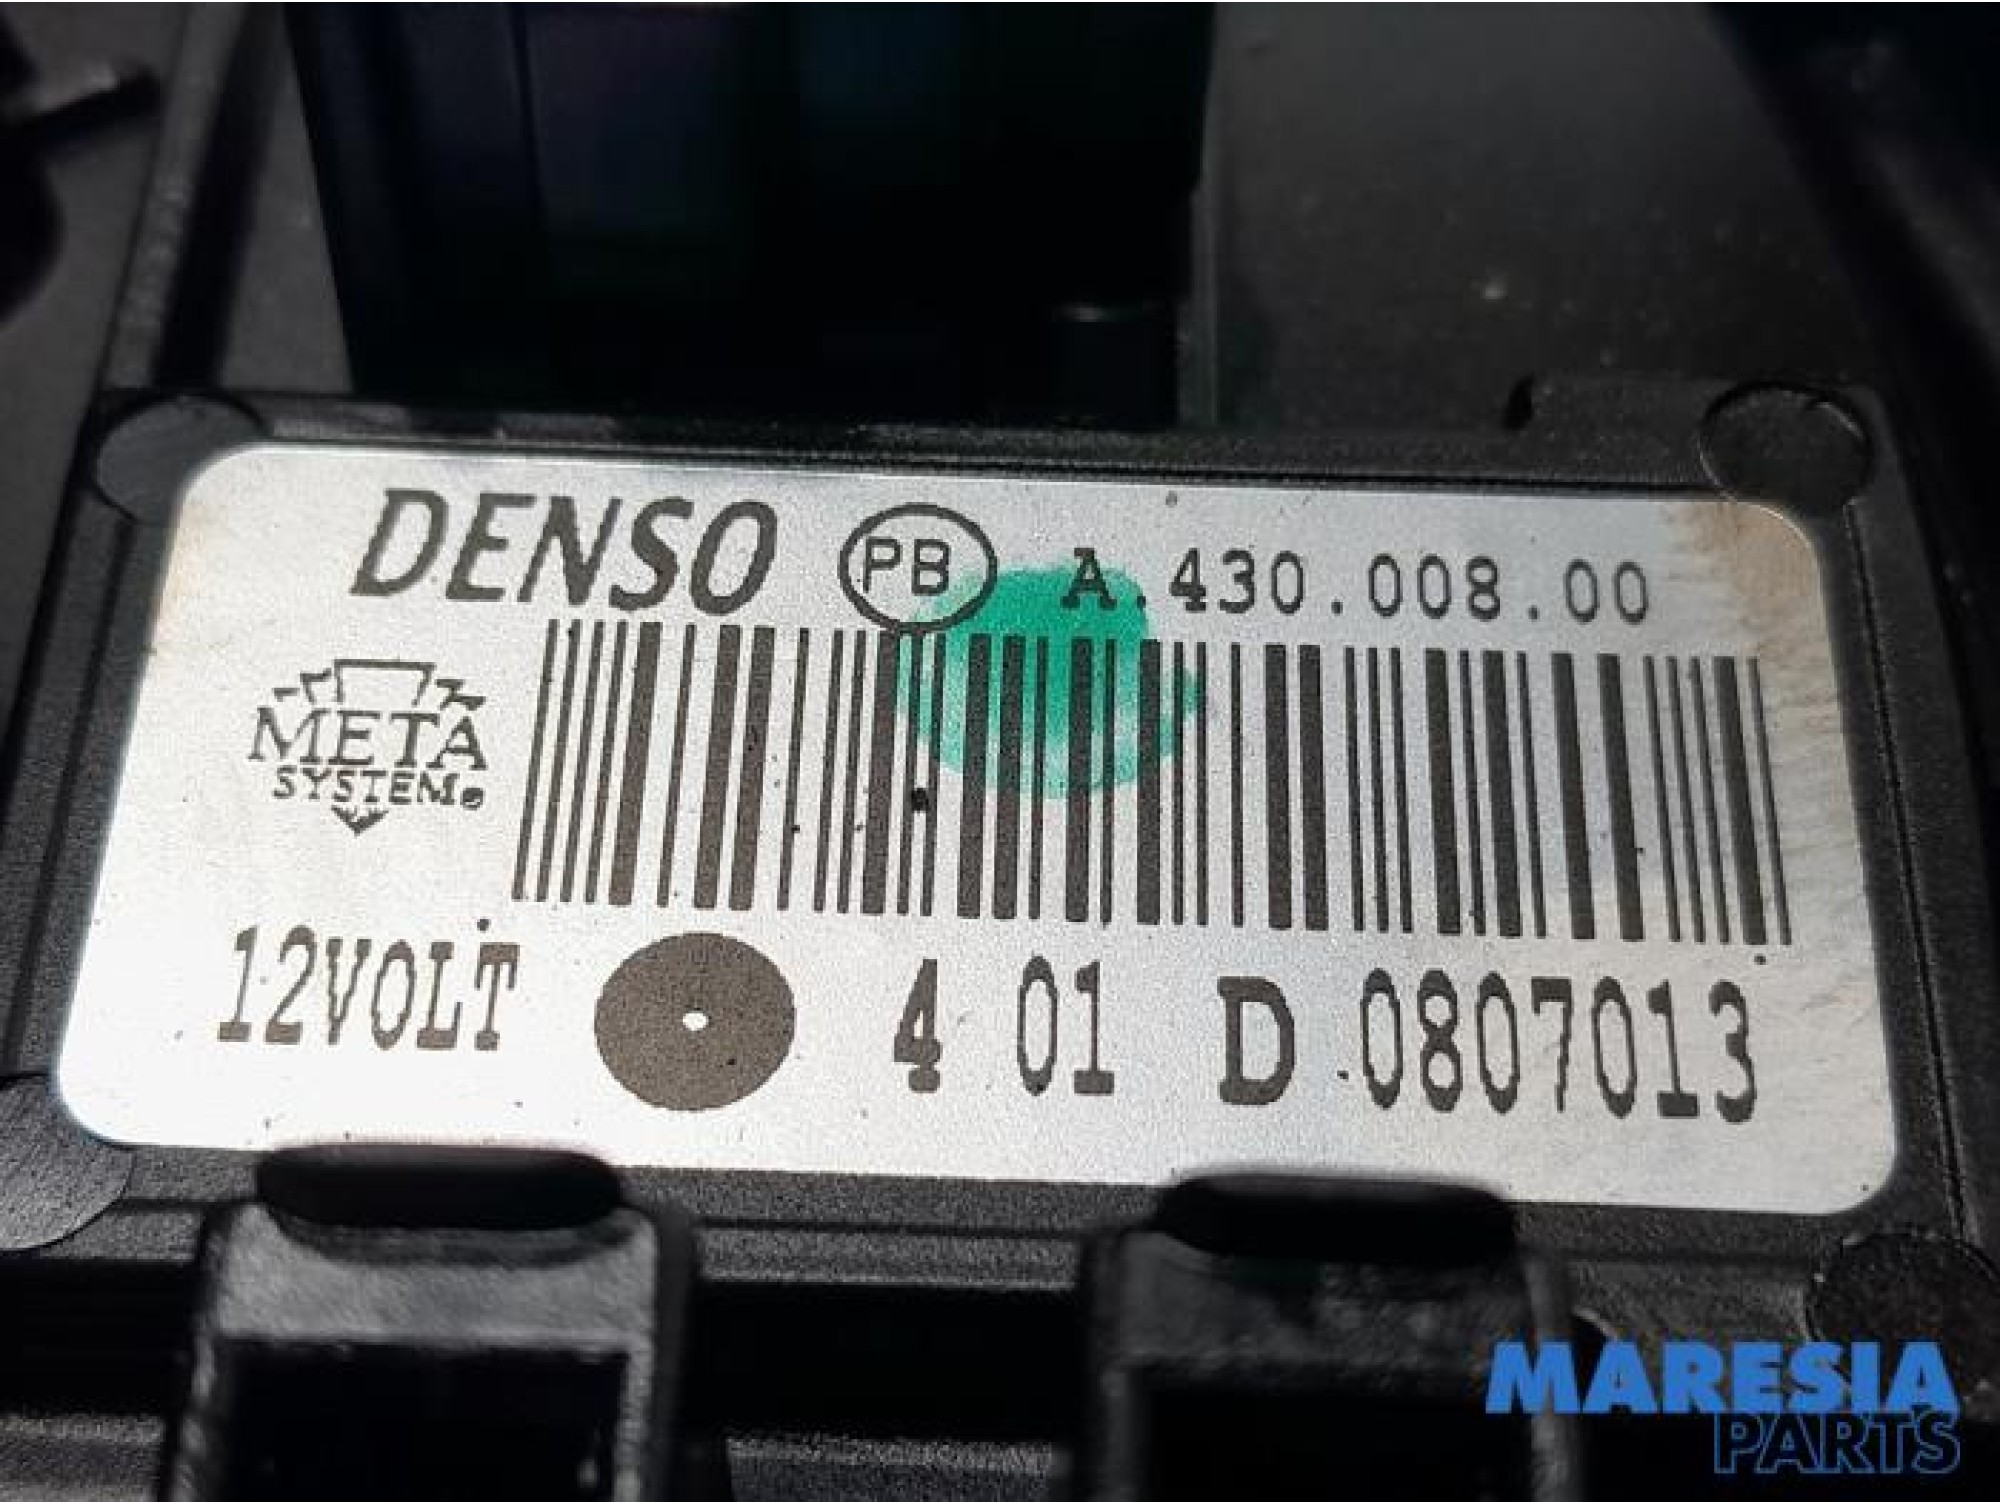 DENSO PB A.430.008.00
META
SYSTEM
12VOLT 4 01 D 0807013
MARESIA
PARTS